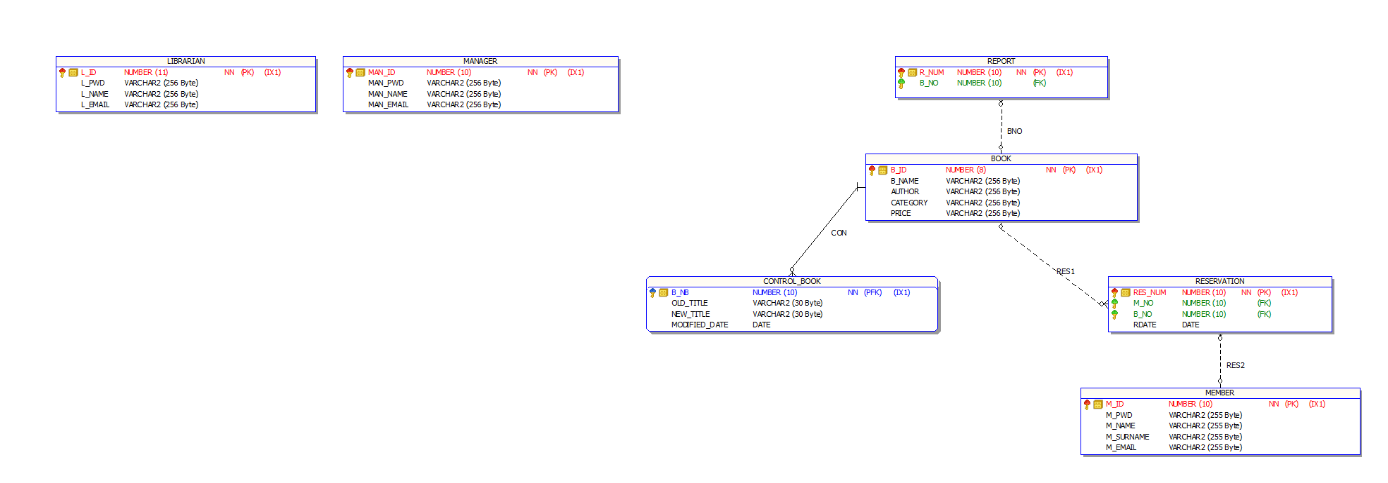 LIBRARIAN
L_ID NUMBER (11) NN (PK) (IX1)
L_PWD VARCHAR2 (256 Byte)
L_NAME VARCHAR2 (256 Byte)
L_EMAIL VARCHAR2 (256 Byte)
MANAGER
MAN_ID NUMBER (10) NN (PK) (IX1)
MAN_PWD VARCHAR2 (256 Byte)
MAN_NAME VARCHAR2 (256 Byte)
MAN_EMAIL VARCHAR2 (256 Byte)
REPORT
R_NUM NUMBER (10) NN (PK) (IX1)
B_NO NUMBER (10) (FK)
BNO
BOOK
B_ID NUMBER (8) NN (PK) (IX1)
B_NAME VARCHAR2 (256 Byte)
AUTHOR VARCHAR2 (256 Byte)
CATEGORY VARCHAR2 (256 Byte)
PRICE VARCHAR2 (256 Byte)
CON
RES1
CONTROL_BOOK
B_NB NUMBER (10) NN (PFK) (IX1)
OLD_TITLE VARCHAR2 (30 Byte)
NEW_TITLE VARCHAR2 (30 Byte)
MODIFIED_DATE DATE
RESERVATION
RES_NUM NUMBER (10) NN (PK) (IX1)
M_NO NUMBER (10) (FK)
B_NO NUMBER (10) (FK)
RDATE DATE
RES2
MEMBER
M_ID NUMBER (10) NN (PK) (IX1)
M_PWD VARCHAR2 (255 Byte)
M_NAME VARCHAR2 (255 Byte)
M_SURNAME VARCHAR2 (255 Byte)
M_EMAIL VARCHAR2 (255 Byte)